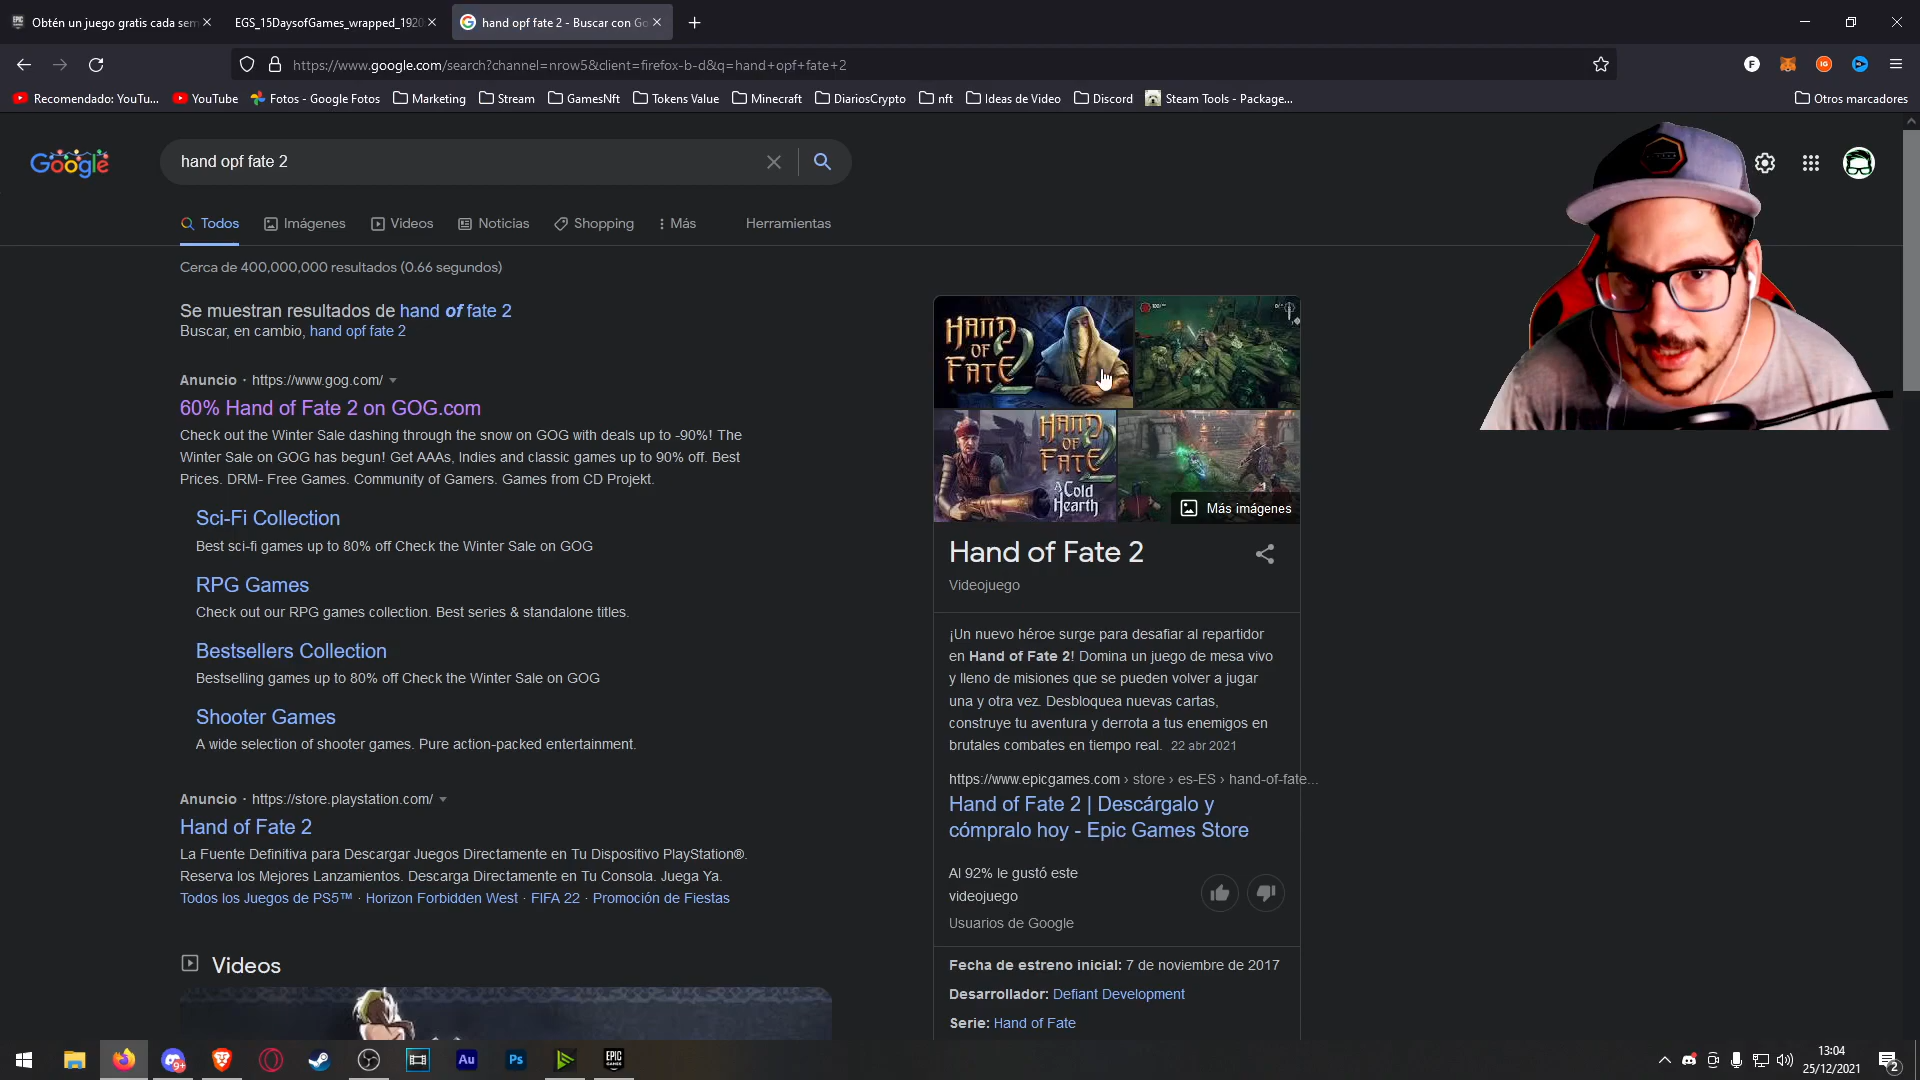 Obtén un juego gratis cada sem
EGS_15DaysofGames_wrapped_1920
hand opf fate 2 - Buscar con Go
https://www.google.com/search?channel=nrow5&client=firefox-b-d&q=hand+opf+fate+2
Recomendado: YouTu...
YouTube
Fotos - Google Fotos
Marketing
Stream
GamesNft
Tokens Value
Minecraft
DiariosCrypto
nft
Ideas de Video
Discord
Steam Tools - Package...
Otros marcadores
Google
hand opf fate 2
Todos
Imágenes
Videos
Noticias
Shopping
Más
Herramientas
Cerca de 400,000,000 resultados (0.66 segundos)
Se muestran resultados de hand of fate 2
Buscar, en cambio, hand opf fate 2
Anuncio · https://www.gog.com/
60% Hand of Fate 2 on GOG.com
Check out the Winter Sale dashing through the snow on GOG with deals up to -90%! The
Winter Sale on GOG has begun! Get AAAs, Indies and classic games up to 90% off. Best
Prices. DRM- Free Games. Community of Gamers. Games from CD Projekt.
Sci-Fi Collection
Best sci-fi games up to 80% off Check the Winter Sale on GOG
RPG Games
Check out our RPG games collection. Best series & standalone titles.
Bestsellers Collection
Bestselling games up to 80% off Check the Winter Sale on GOG
Shooter Games
A wide selection of shooter games. Pure action-packed entertainment.
Anuncio · https://store.playstation.com/
Hand of Fate 2
La Fuente Definitiva para Descargar Juegos Directamente en Tu Dispositivo PlayStation®.
Reserva los Mejores Lanzamientos. Descarga Directamente en Tu Consola. Juega Ya.
Todos los Juegos de PS5™ · Horizon Forbidden West · FIFA 22 · Promoción de Fiestas
Videos
HAND
OF
FATE 2
HAND
OF
FATE 2
A Cold
Hearth
Más imágenes
Hand of Fate 2
Videojuego
¡Un nuevo héroe surge para desafiar al repartidor
en Hand of Fate 2! Domina un juego de mesa vivo
y lleno de misiones que se pueden volver a jugar
una y otra vez. Desbloquea nuevas cartas,
construye tu aventura y derrota a tus enemigos en
brutales combates en tiempo real. 22 abr 2021
https://www.epicgames.com › store › es-ES › hand-of-fate...
Hand of Fate 2 | Descárgalo y
cómpralo hoy - Epic Games Store
Al 92% le gustó este
videojuego
Usuarios de Google
Fecha de estreno inicial: 7 de noviembre de 2017
Desarrollador: Defiant Development
Serie: Hand of Fate
9+
Au
Ps
EPIC
GAMES
13:04
25/12/2021
2